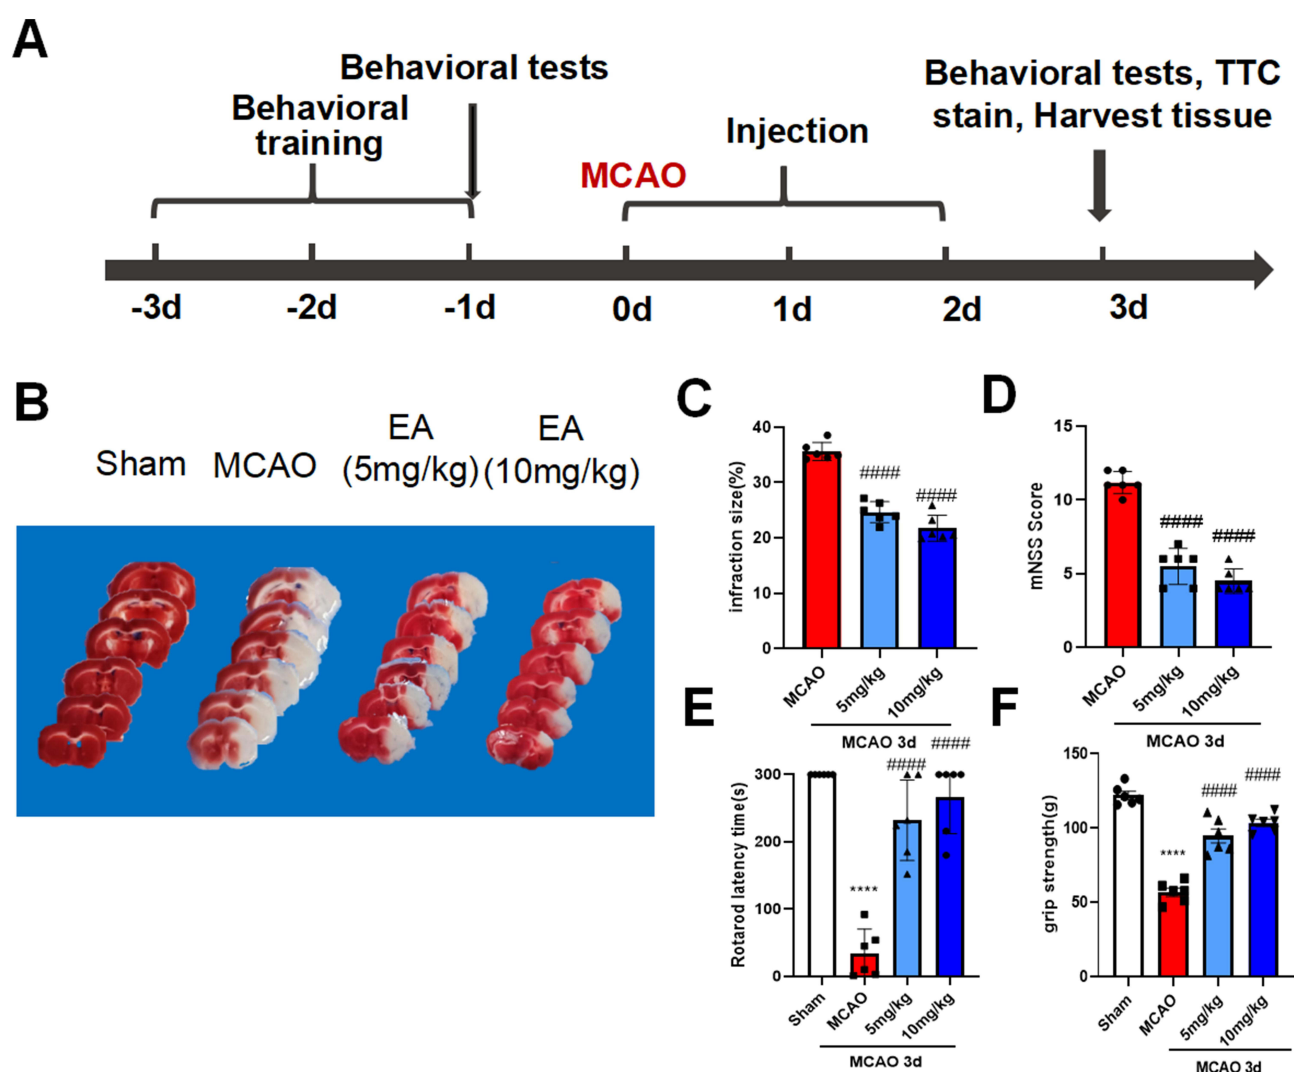 A
Behavioral tests
Behavioral
training
MCAO
Injection
Behavioral tests, TTC
stain, Harvest tissue
-3d
-2d
-1d
0d
1d
2d
3d
B
Sham
MCAO
EA
(5mg/kg)
EA
(10mg/kg)
C
infraction size(%)
40
30
20
10
0
####
####
MCAO
5mg/kg
10mg/kg
MCAO 3d
D
mNSS Score
15
10
5
0
####
####
MCAO
5mg/kg
10mg/kg
MCAO 3d
E
Rotarod latency time(s)
300
200
100
0
****
####
####
Sham
MCAO
5mg/kg
10mg/kg
MCAO 3d
F
grip strength(g)
150
100
50
0
****
####
####
Sham
MCAO
5mg/kg
10mg/kg
MCAO 3d